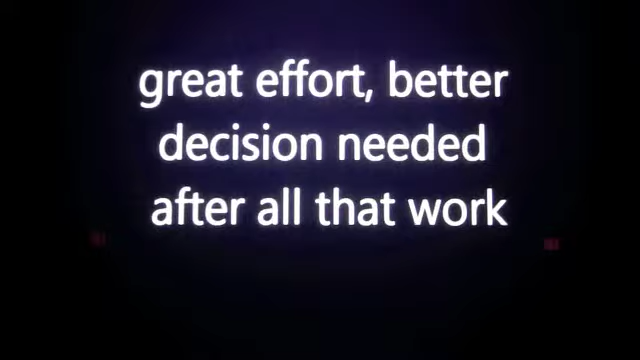 great effort, better
decision needed
after all that work